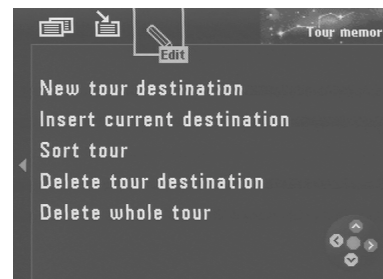 Tour memor
Edit
New tour destination
Insert current destination
Sort tour
Delete tour destination
Delete whole tour